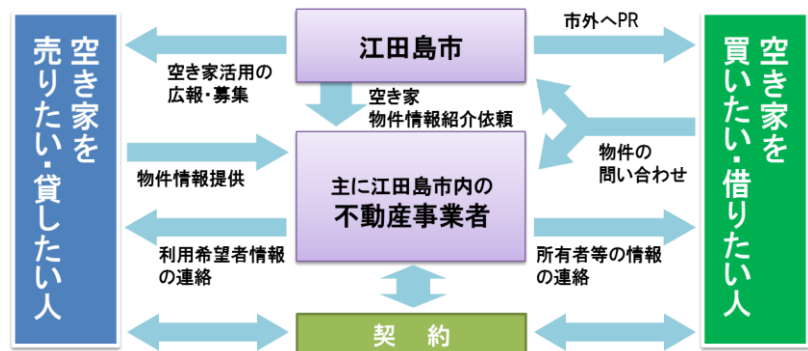 空き家を
売りたい・貸したい人
江田島市
市外へPR
空き家を
買いたい・借りたい人
空き家活用の
広報・募集
空き家
物件情報紹介依頼
物件の
問い合わせ
物件情報提供
主に江田島市内の
不動産事業者
利用希望者情報
の連絡
所有者等の情報
の連絡
契 約